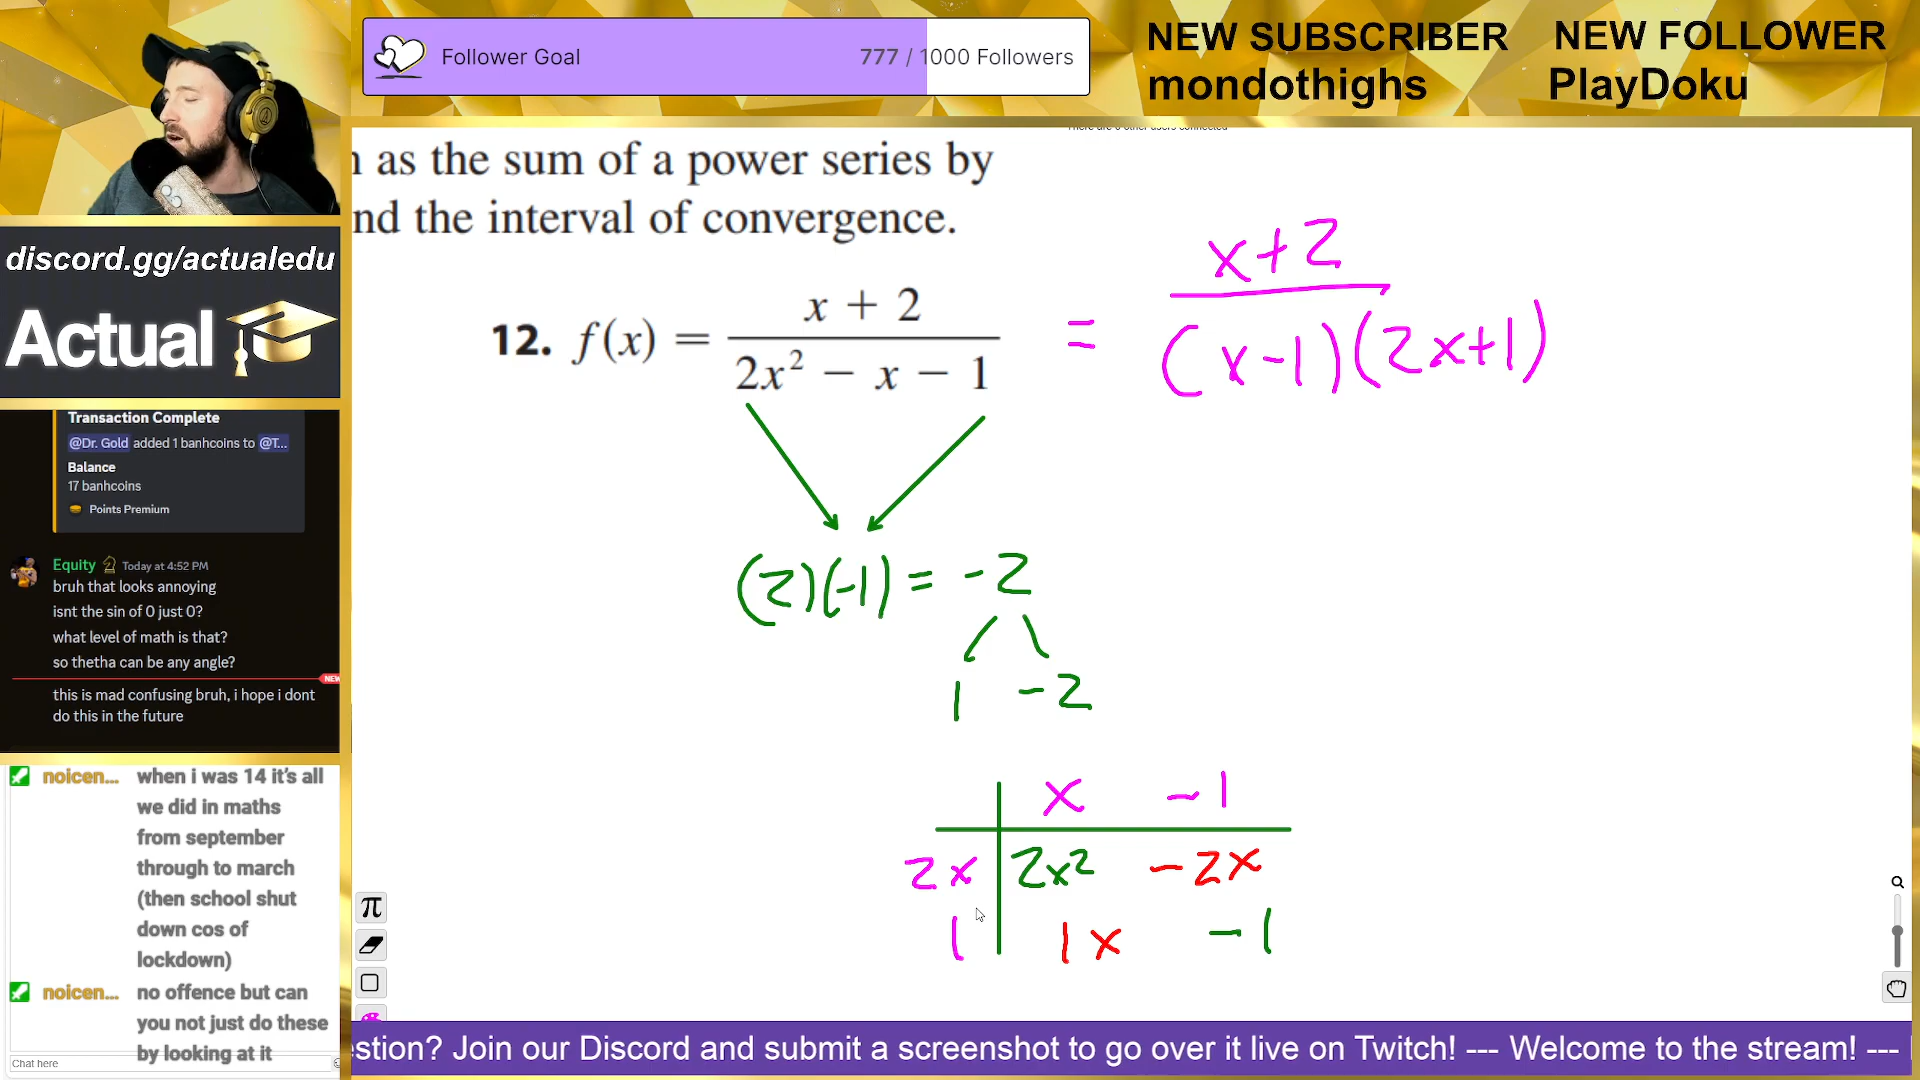 Follower Goal
777 / 1000 Followers
NEW SUBSCRIBER
mondothighs
NEW FOLLOWER
PlayDoku
as the sum of a power series by
nd the interval of convergence.
12. f(x) = x + 2 / 2x² − x − 1
= x+2 / (x-1)(2x+1)
(2)(-1) = -2
1 -2
x -1
2x 2x² -2x
1 1x -1
discord.gg/actualedu
Actual
Transaction Complete
@Dr. Gold added 1 banhcoins to @T...
Balance
17 banhcoins
Points Premium
Equity Today at 4:52 PM
bruh that looks annoying
isnt the sin of 0 just 0?
what level of math is that?
so thetha can be any angle?
NEW
this is mad confusing bruh, i hope i dont
do this in the future
noicen... when i was 14 it's all
we did in maths
from september
through to march
(then school shut
down cos of
lockdown)
noicen... no offence but can
you not just do these
by looking at it
Chat here
π
estion? Join our Discord and submit a screenshot to go over it live on Twitch! --- Welcome to the stream! ---